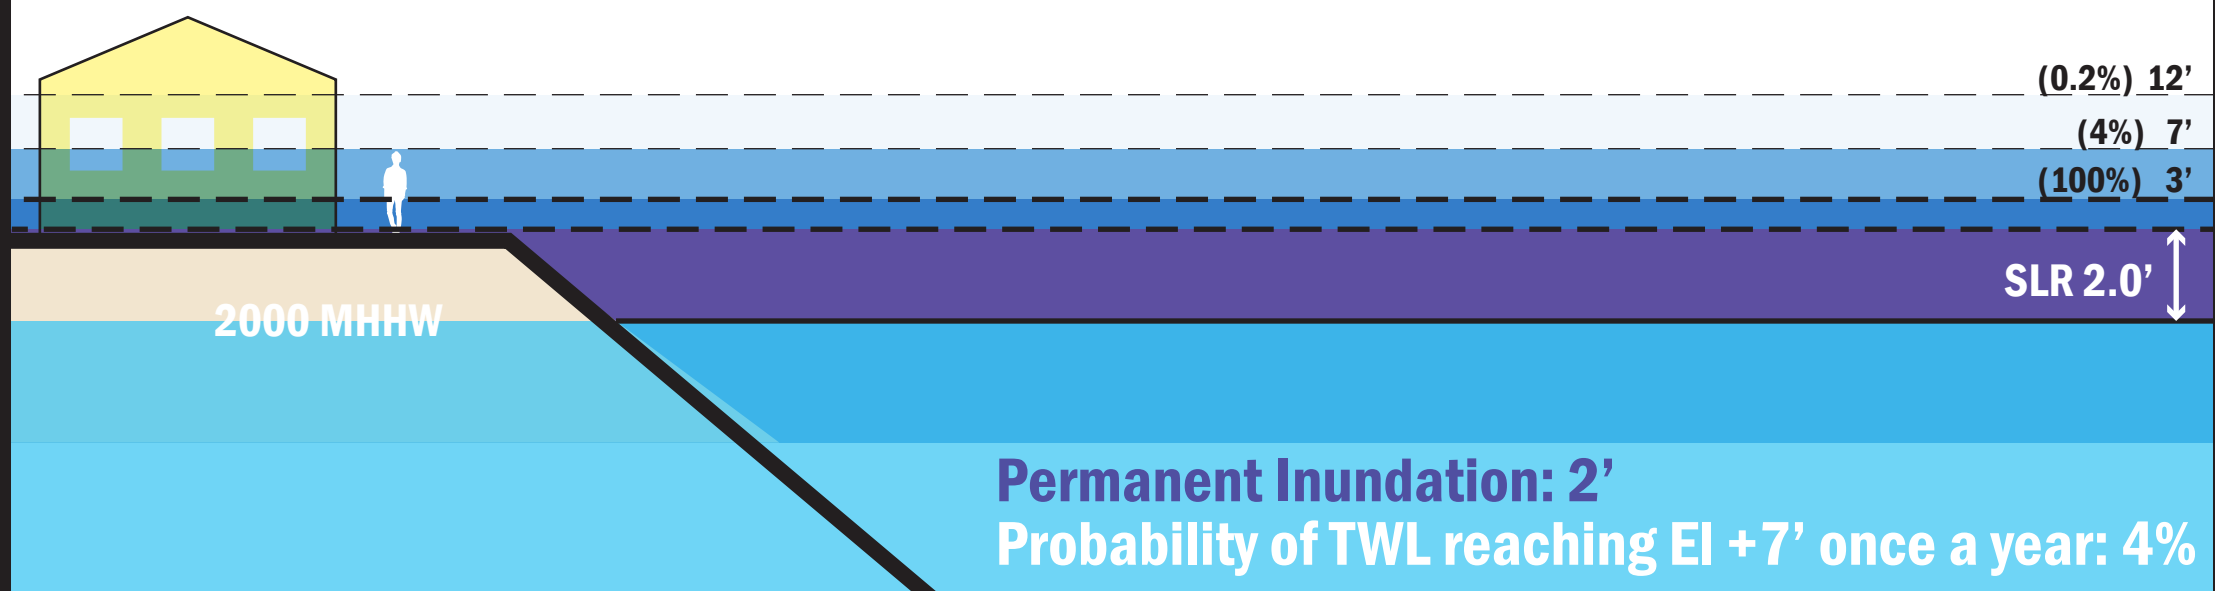 (0.2%) 12’
(4%) 7’
(100%) 3’
SLR 2.0’
2000 MHHW
Permanent Inundation: 2’
Probability of TWL reaching El +7’ once a year: 4%